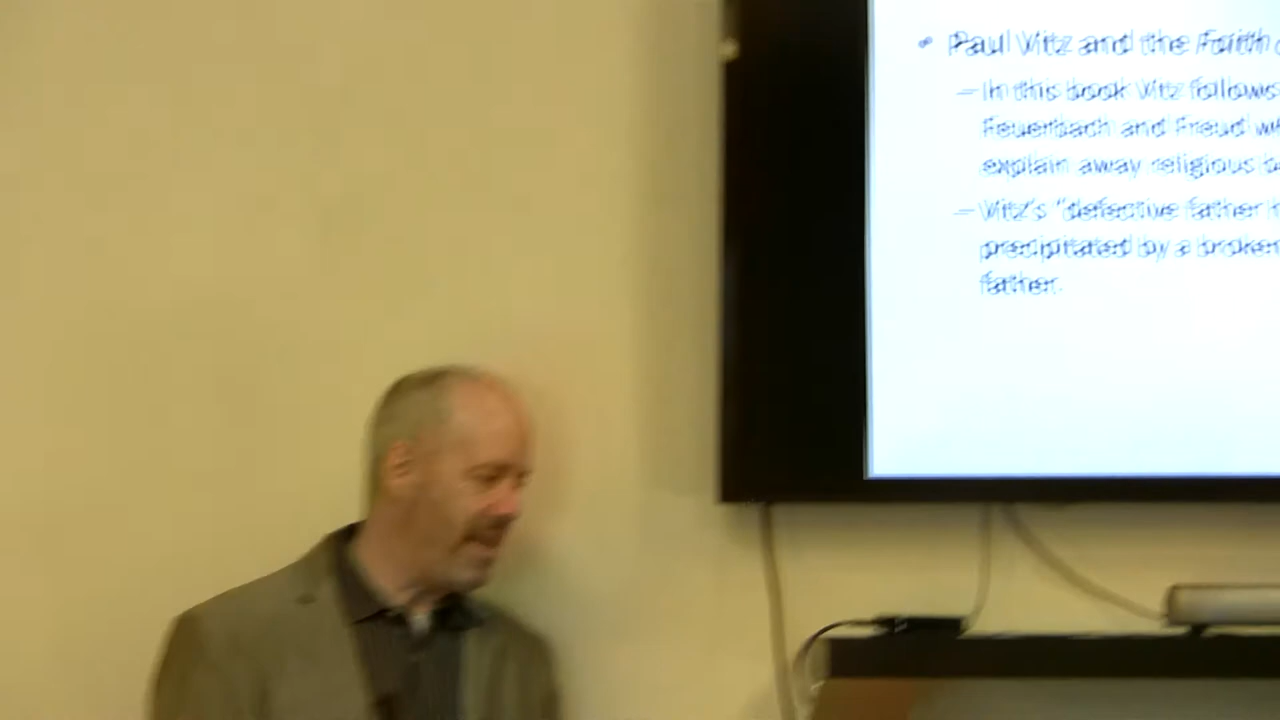 • Paul Vitz and the Faith
– In this book Vitz follows
Feuerbach and Freud
explain away religious
– Vitz's "defective father
precipitated by a broken
father.